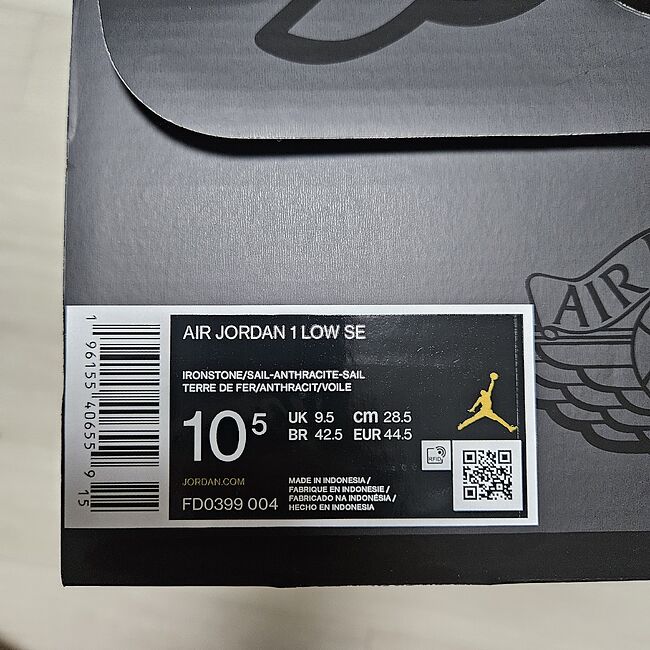 AIR JORDAN 1 LOW SE
IRONSTONE/SAIL-ANTHRACITE-SAIL
TERRE DE FER/ANTHRACIT/VOILE
10 5
UK 9.5 cm 28.5
BR 42.5 EUR 44.5
RFID
JORDAN.COM
FD0399 004
MADE IN INDONESIA /
FABRIQUE EN INDONESIE /
FABRICADO NA INDONÉSIA /
HECHO EN INDONESIA
1 96155 40655 9 15
AIR